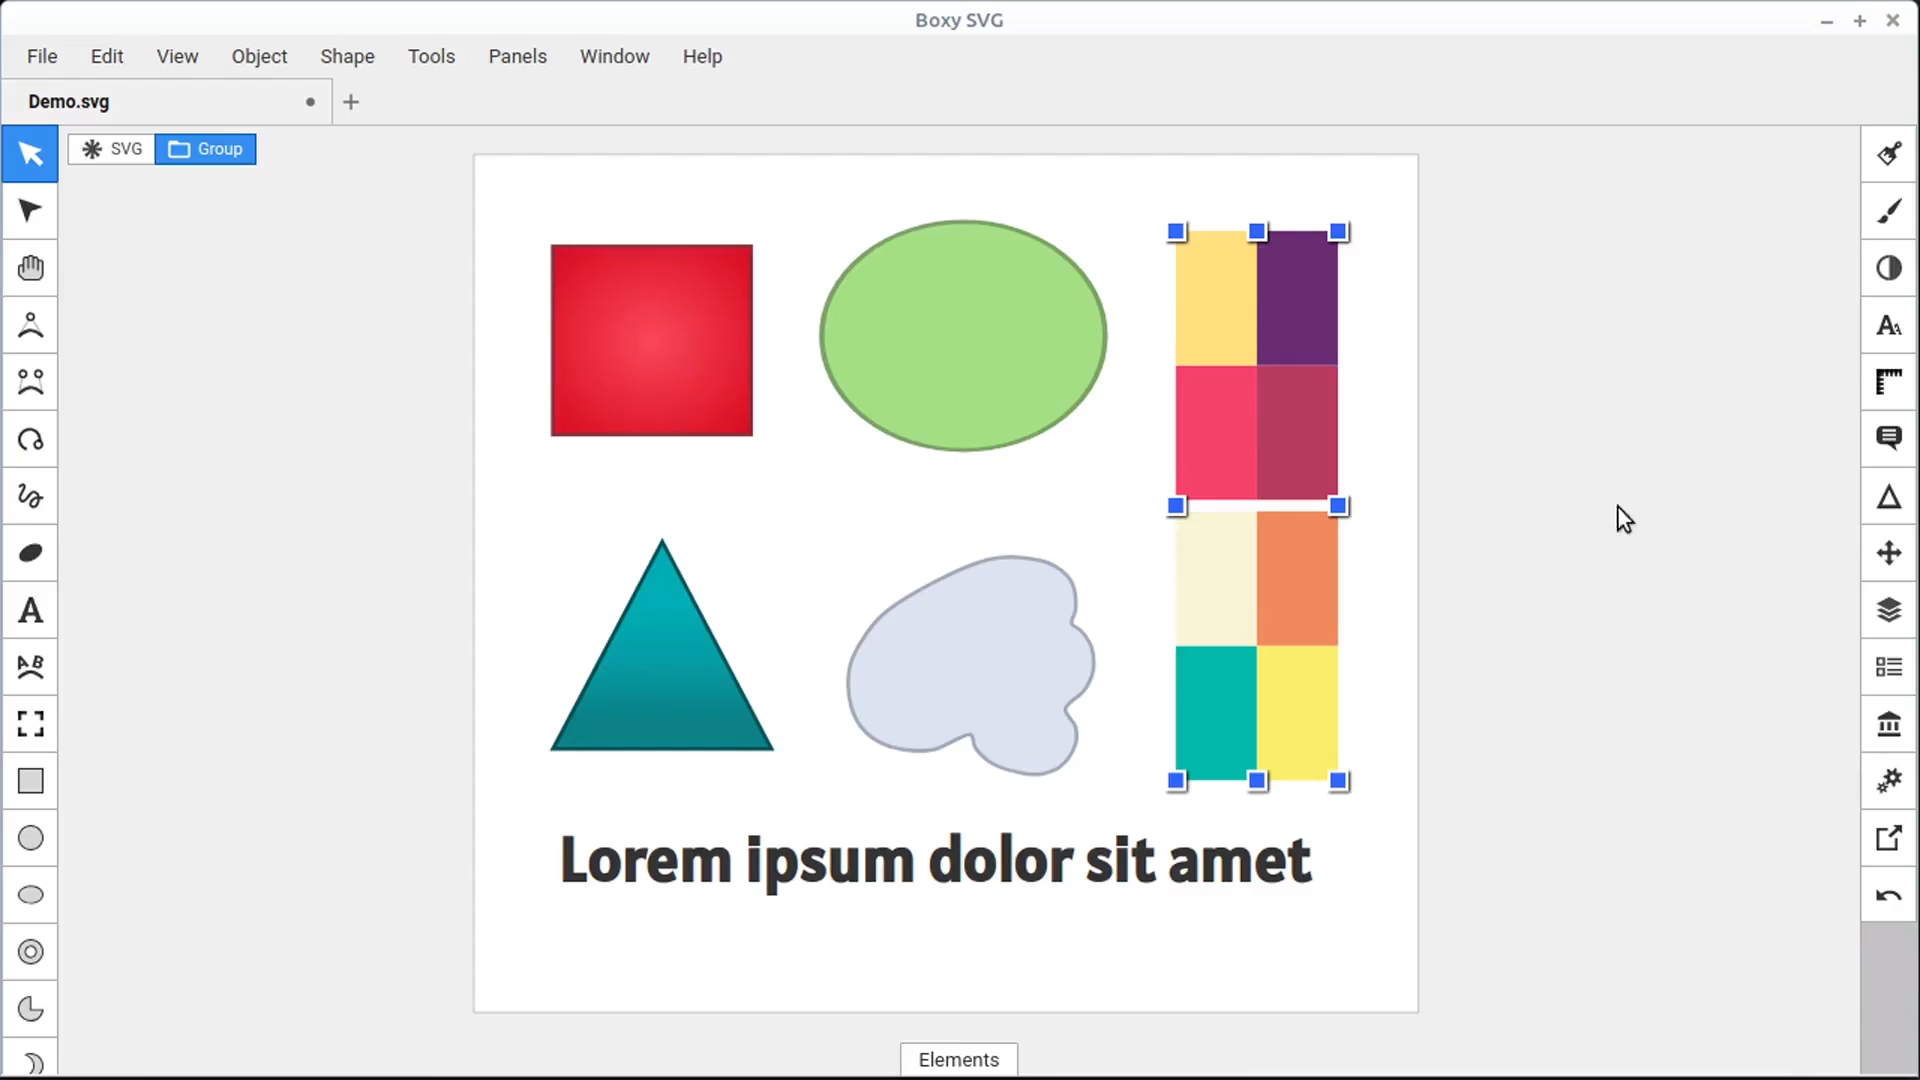 Boxy SVG
File Edit View Object Shape Tools Panels Window Help
Demo.svg
SVG Group
Lorem ipsum dolor sit amet
Elements